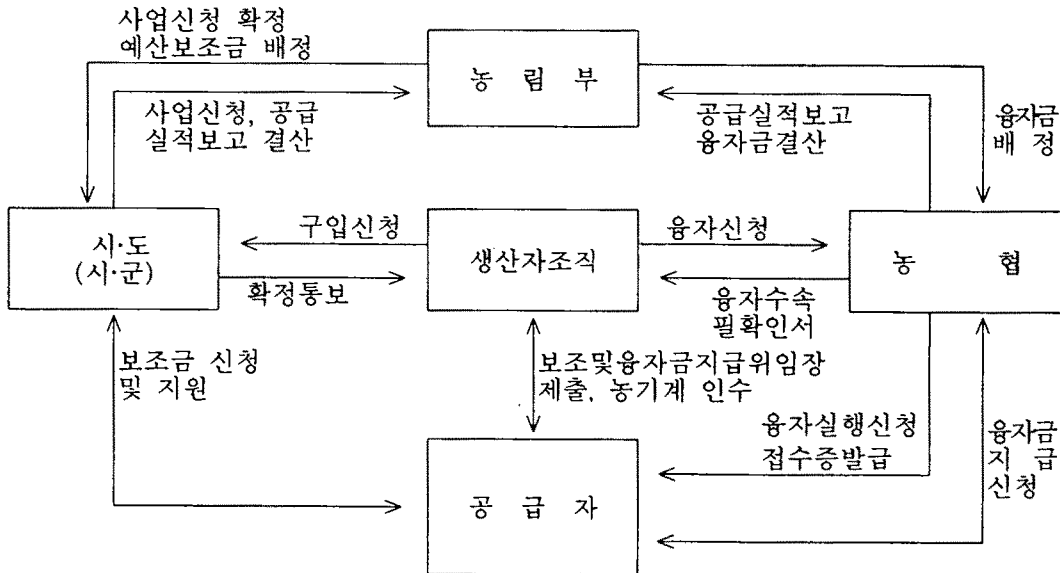 사업신청 확정
예산보조금 배정
농 림 부
사업신청, 공급
실적보고 결산
공급실적보고
융자금결산
융자금
배 정
시·도
(시·군)
구입신청
확정통보
생산자조직
융자신청
융자수속
필확인서
농 협
보조금 신청
및 지원
보조및융자금지급위임장
제출, 농기계 인수
융자실행신청
접수증발급
융자금
지 급
신청
공 급 자